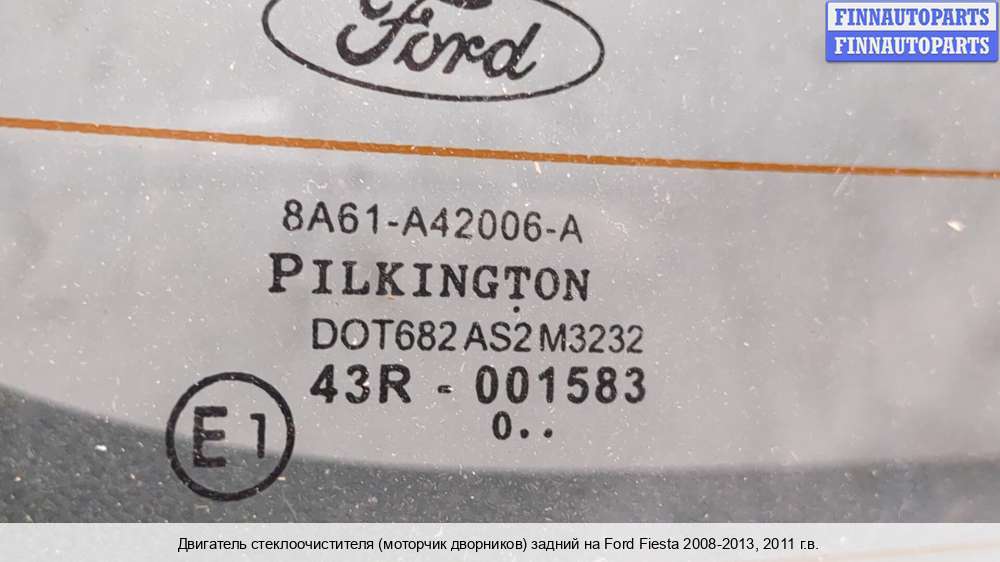 FINNAUTOPARTS
FINNAUTOPARTS
Ford
8A61-A42006-A
PILKINGTON
DOT682 AS2 M3232
43R - 001583
E1
0..
Двигатель стеклоочистителя (моторчик дворников) задний на Ford Fiesta 2008-2013, 2011 г.в.